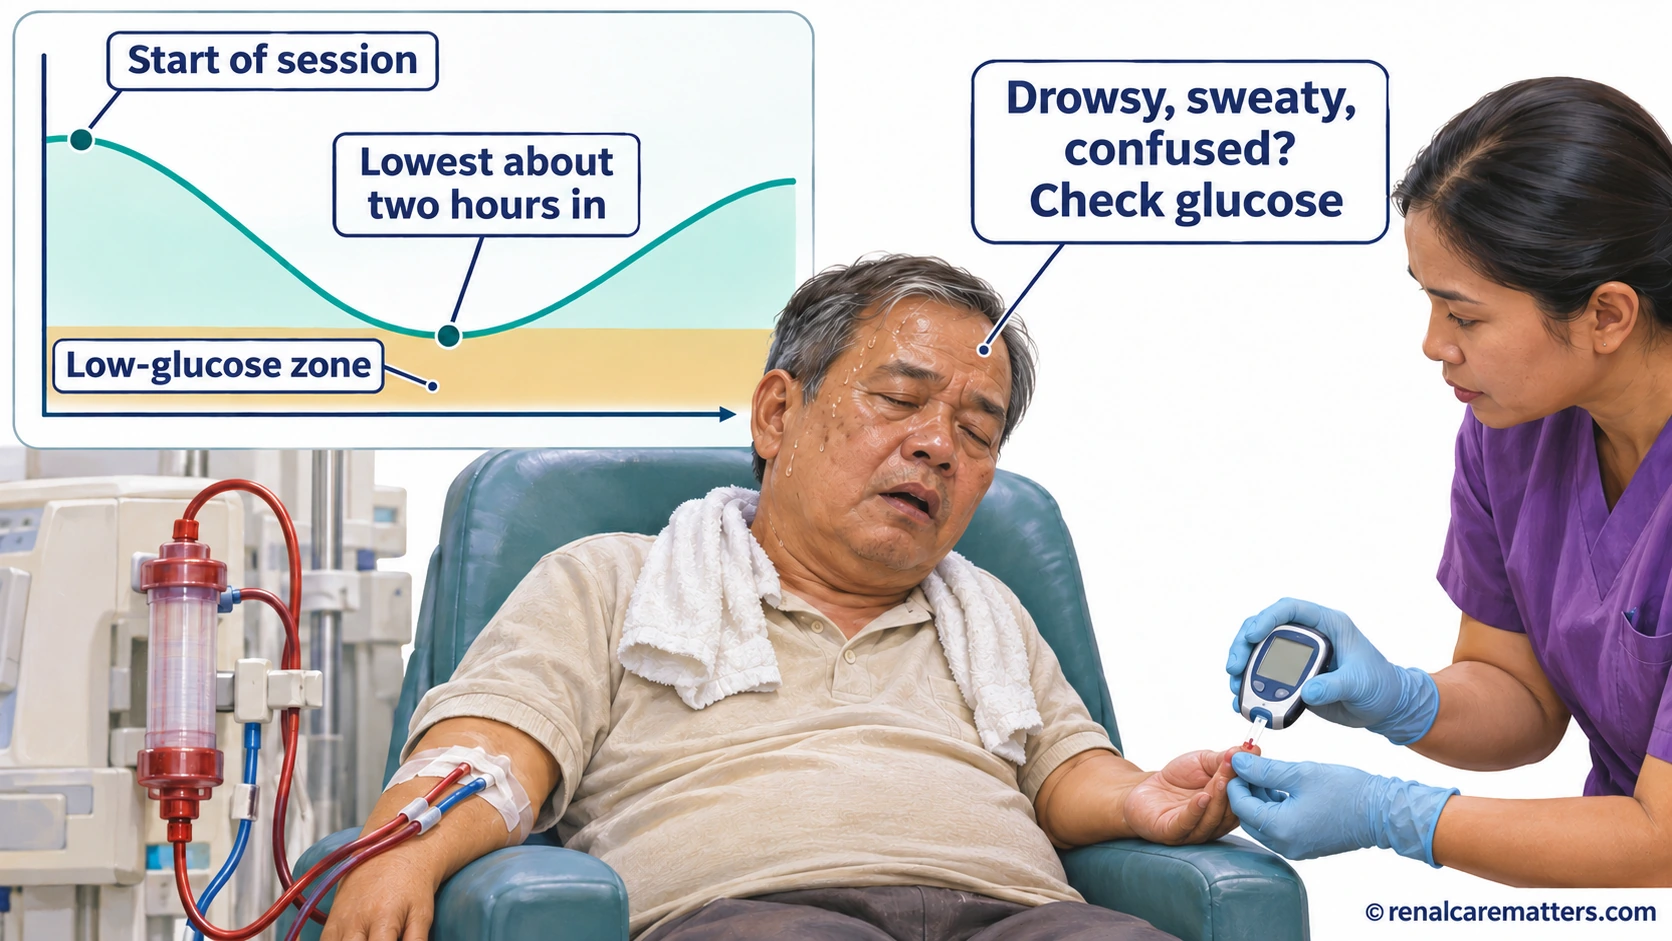 Start of session
Lowest about
two hours in
Low-glucose zone
Drowsy, sweaty,
confused?
Check glucose
© renalcarematters.com